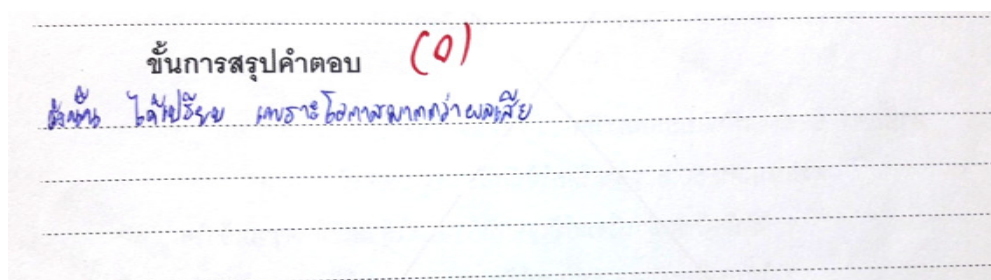 ขั้นการสรุปคำตอบ (0)
ดังนั้น ได้เปรียบ เพราะโอกาสมากกว่าผลเสีย